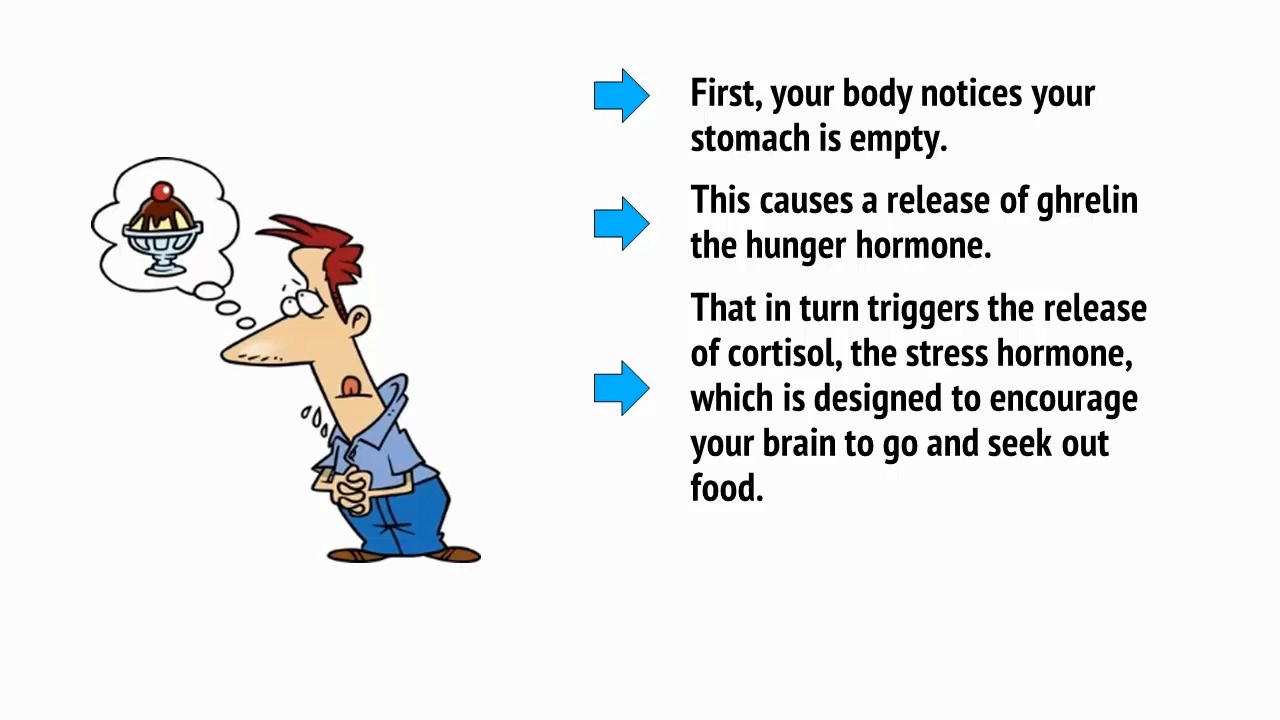 First, your body notices your
stomach is empty.
This causes a release of ghrelin
the hunger hormone.
That in turn triggers the release
of cortisol, the stress hormone,
which is designed to encourage
your brain to go and seek out
food.